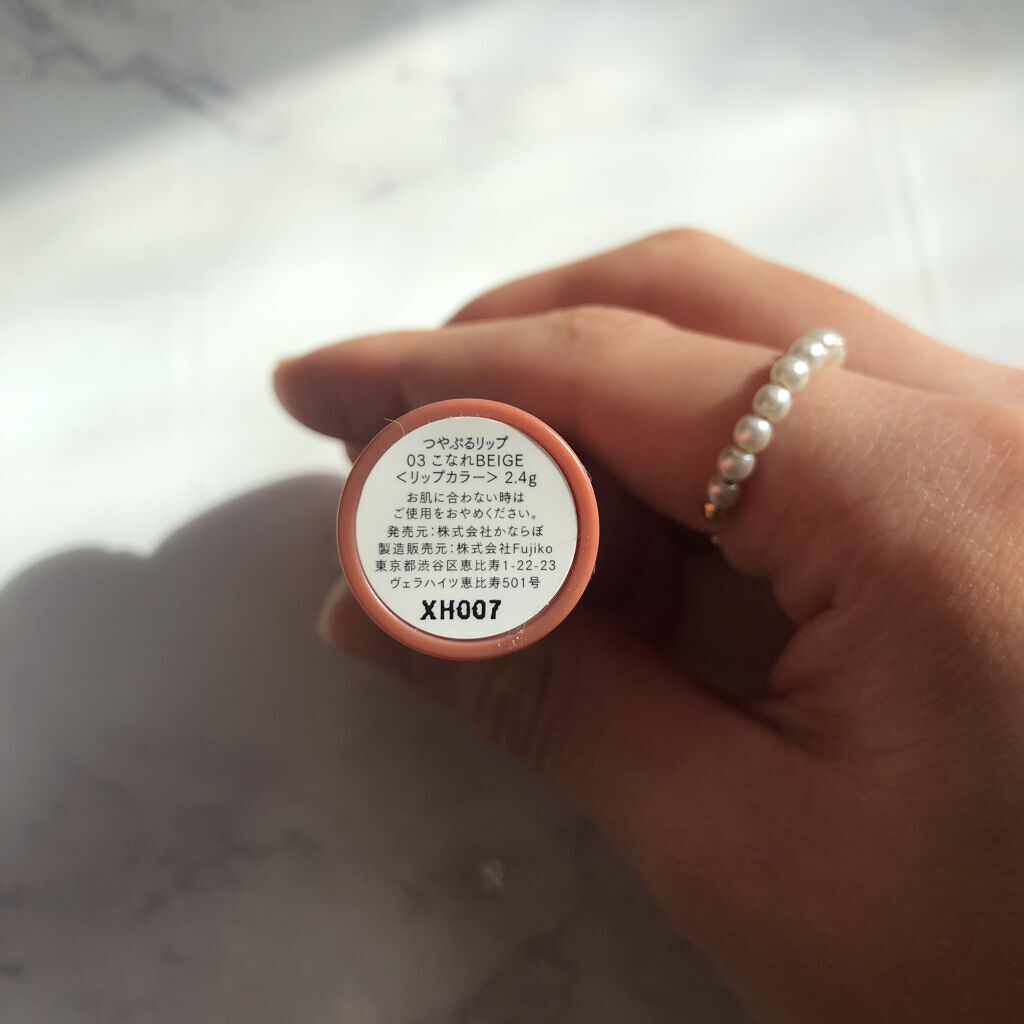 つやぷるリップ
03 こなれBEIGE
<リップカラー> 2.4g
お肌に合わない時は
ご使用をおやめください。
発売元:株式会社かならぼ
製造販売元:株式会社Fujiko
東京都渋谷区恵比寿1-22-23
ヴェラハイツ恵比寿501号
XH007